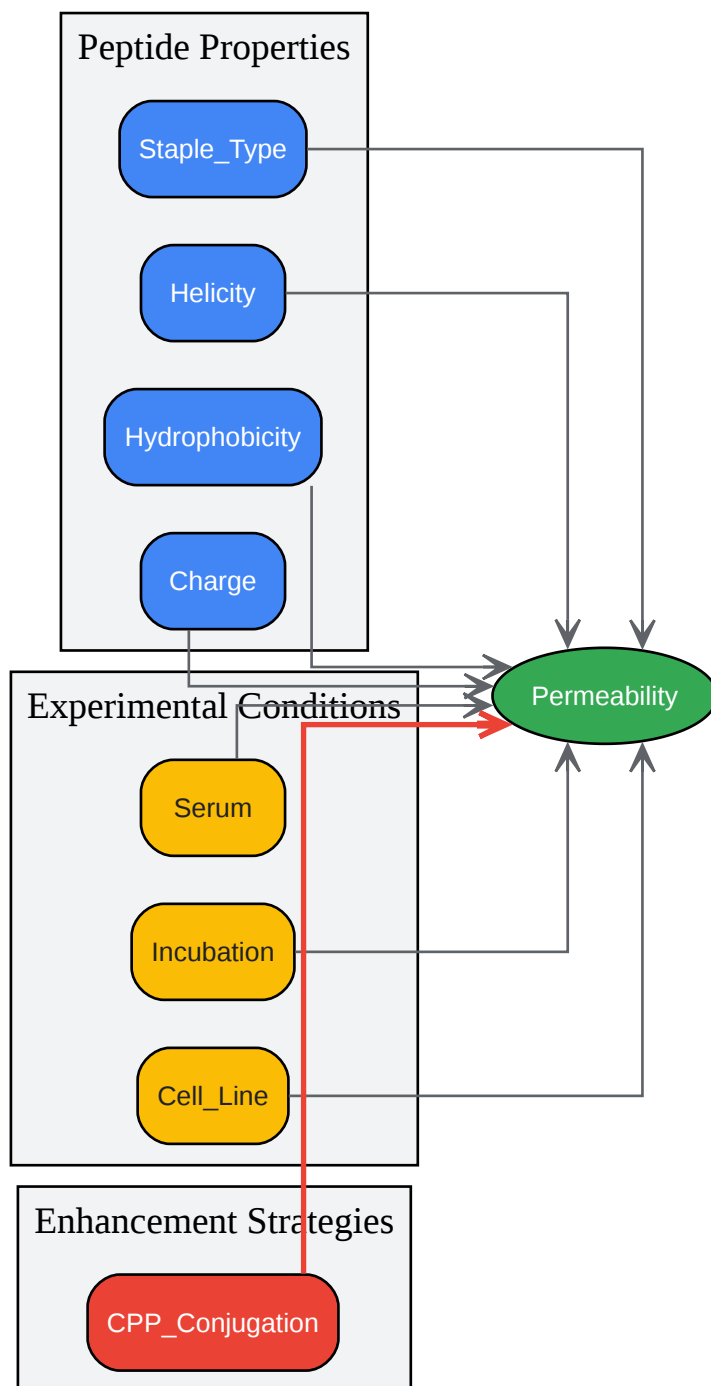 Peptide Properties
Staple_Type
Helicity
Hydrophobicity
Charge
Permeability
Experimental Conditions
Serum
Incubation
Cell_Line
Enhancement Strategies
CPP_Conjugation